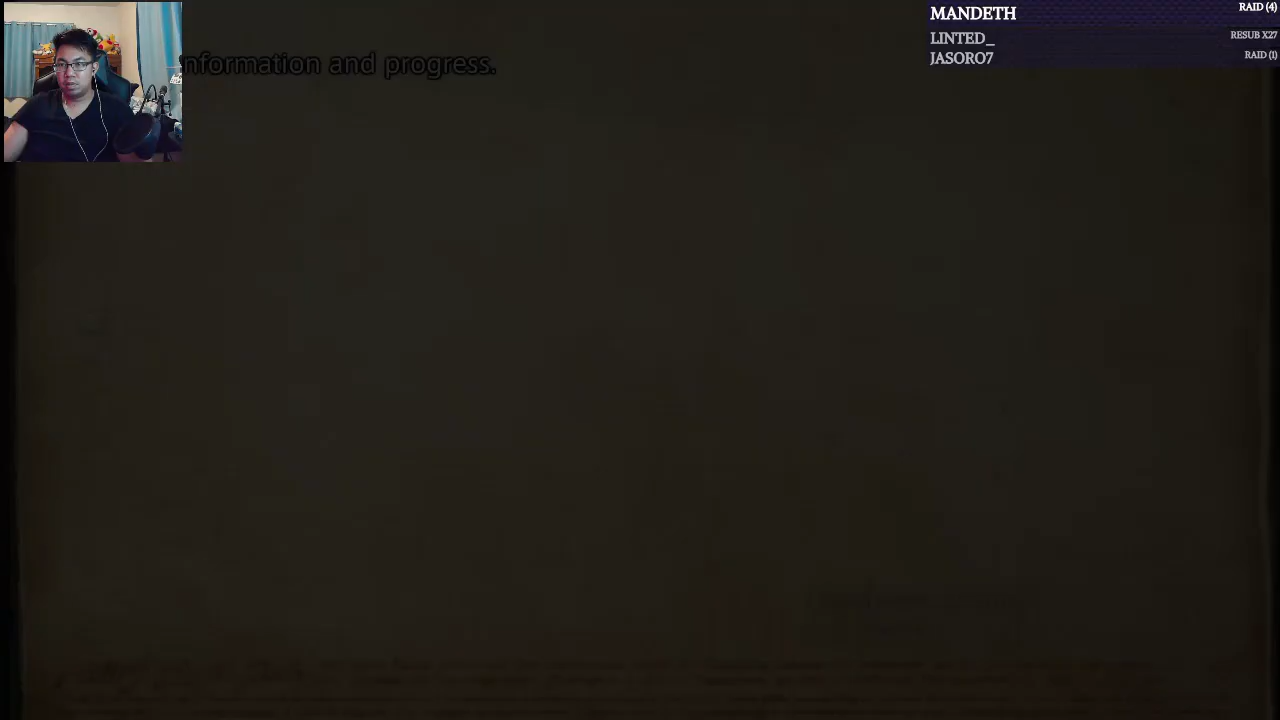 MANDETH RAID (4)
LINTED_ RESUB X27
JASORO7 RAID (1)
nformation and progress.